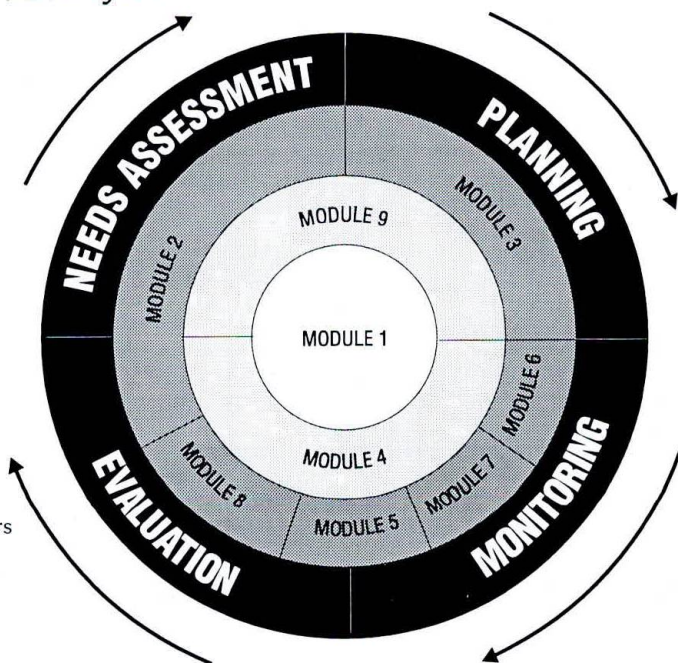 NEEDS ASSESSMENT
PLANNING
MODULE 2
MODULE 9
MODULE 3
MODULE 1
MODULE 6
MODULE 4
MODULE 7
MODULE 8
MODULE 5
EVALUATION
MONITORING